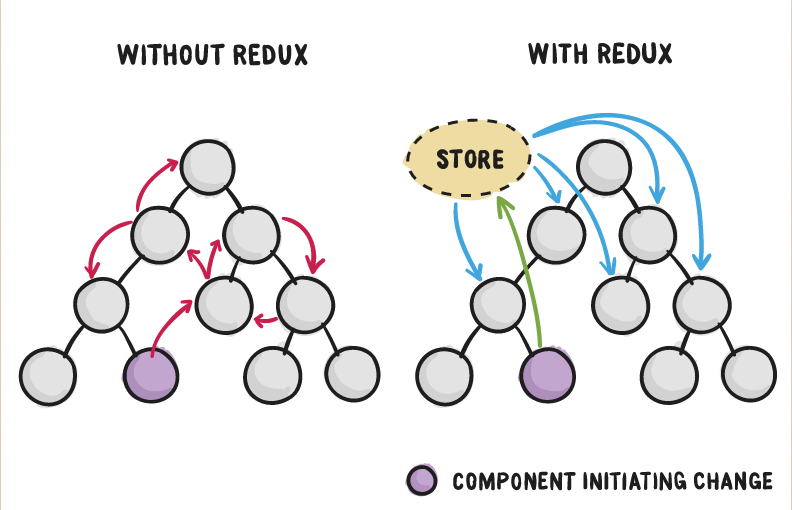 WITHOUT REDUX
WITH REDUX
STORE
COMPONENT INITIATING CHANGE